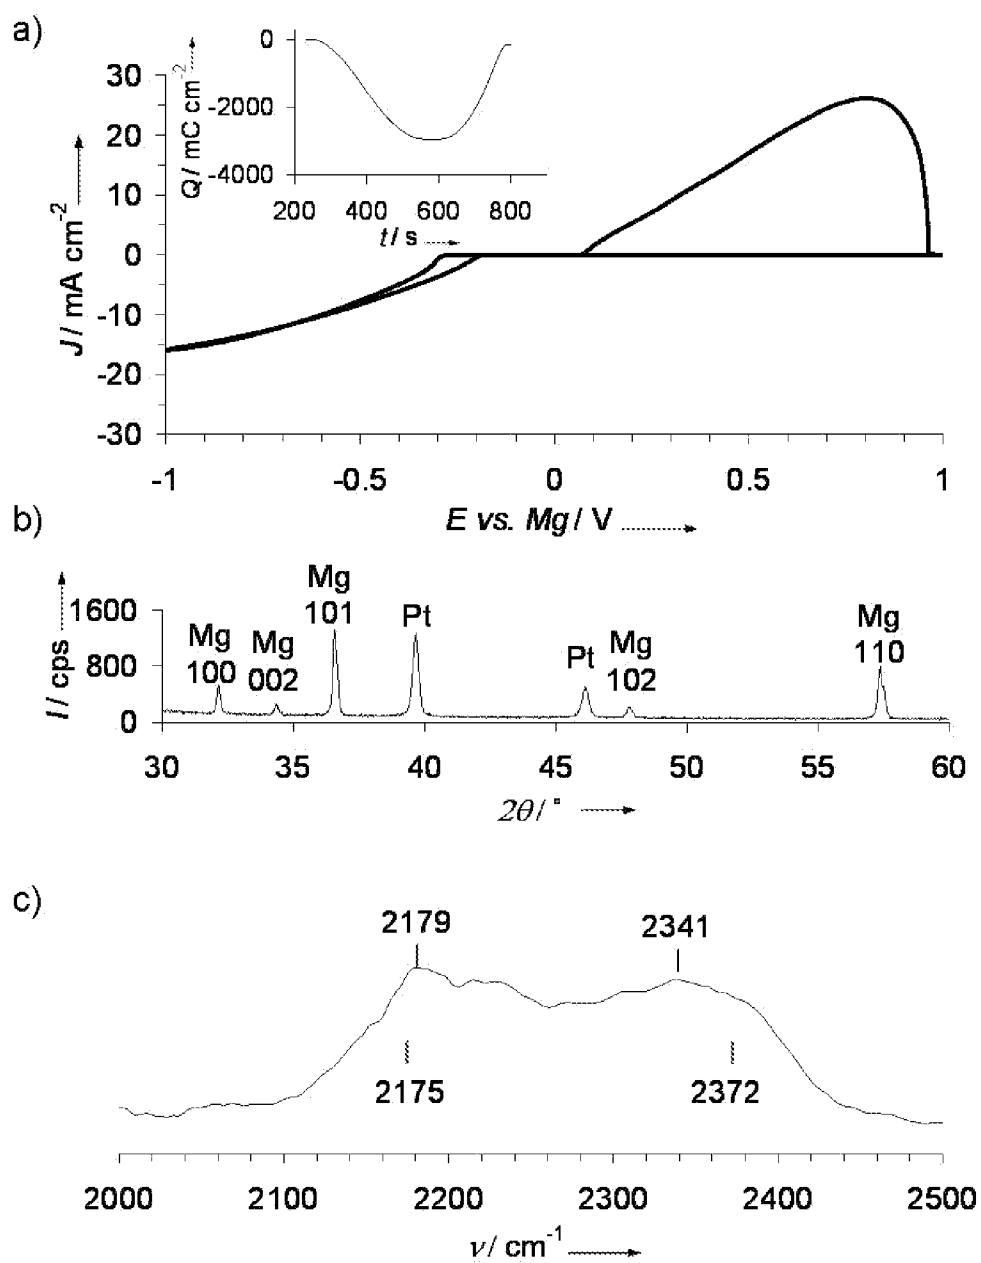 a)
Q / mC cm-2
0
-2000
-4000
200 400 600 800
t / s
J / mA cm-2
30
20
10
0
-10
-20
-30
-1 -0.5 0 0.5 1
E vs. Mg / V
b)
I / cps
1600
800
0
Mg
100
Mg
002
Mg
101
Pt
Pt
Mg
102
Mg
110
30 35 40 45 50 55 60
2θ / °
c)
2179 2341
2175 2372
2000 2100 2200 2300 2400 2500
ν / cm-1